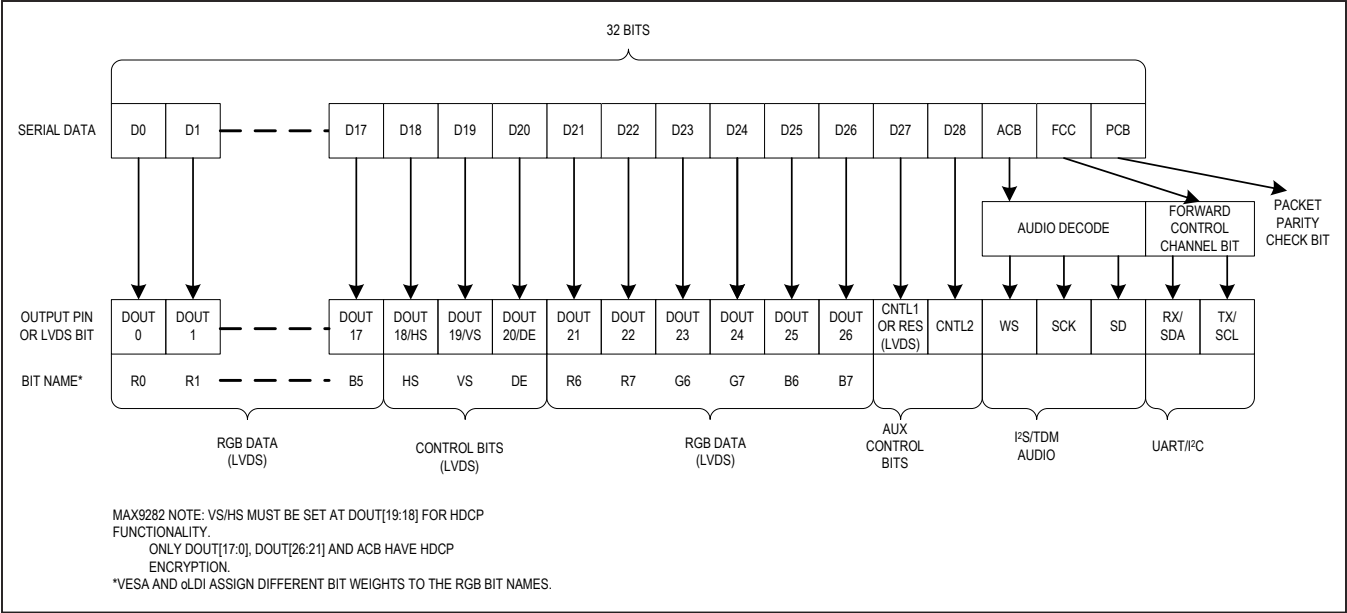 32 BITS
SERIAL DATA D0 D1 D17 D18 D19 D20 D21 D22 D23 D24 D25 D26 D27 D28 ACB FCC PCB
AUDIO DECODE
FORWARD
CONTROL
CHANNEL BIT
PACKET
PARITY
CHECK BIT
OUTPUT PIN
OR LVDS BIT
DOUT
0
DOUT
1
DOUT
17
DOUT
18/HS
DOUT
19/VS
DOUT
20/DE
DOUT
21
DOUT
22
DOUT
23
DOUT
24
DOUT
25
DOUT
26
CNTL1
OR RES
(LVDS)
CNTL2
WS
SCK
SD
RX/
SDA
TX/
SCL
BIT NAME* R0 R1 B5 HS VS DE R6 R7 G6 G7 B6 B7
RGB DATA
(LVDS)
CONTROL BITS
(LVDS)
RGB DATA
(LVDS)
AUX
CONTROL
BITS
I²S/TDM
AUDIO
UART/I²C
MAX9282 NOTE: VS/HS MUST BE SET AT DOUT[19:18] FOR HDCP
FUNCTIONALITY.
ONLY DOUT[17:0], DOUT[26:21] AND ACB HAVE HDCP
ENCRYPTION.
*VESA AND oLDI ASSIGN DIFFERENT BIT WEIGHTS TO THE RGB BIT NAMES.